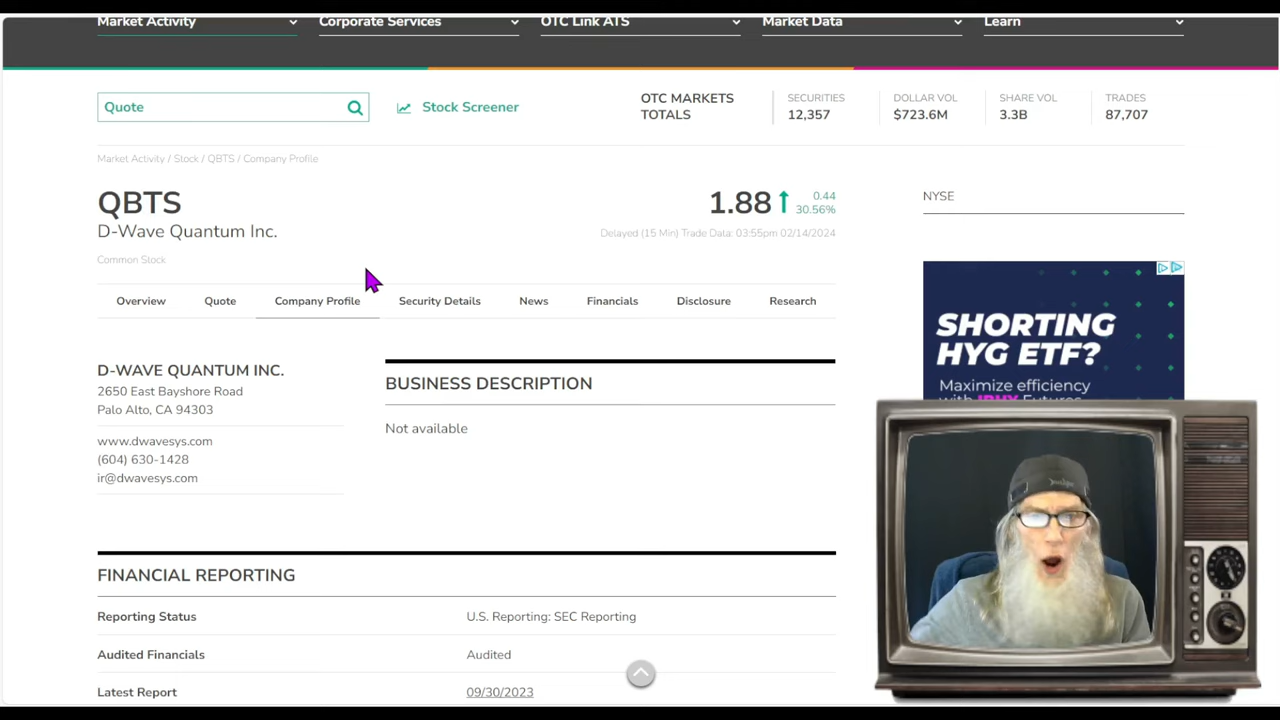 Market Activity
Corporate Services
OTC Link ATS
Market Data
Learn
Quote
Stock Screener
OTC MARKETS
TOTALS
SECURITIES
12,357
DOLLAR VOL
$723.6M
SHARE VOL
3.3B
TRADES
87,707
Market Activity / Stock / QBTS / Company Profile
QBTS
D-Wave Quantum Inc.
Common Stock
1.88
0.44
30.56%
Delayed (15 Min) Trade Data: 03:55pm 02/14/2024
NYSE
Overview
Quote
Company Profile
Security Details
News
Financials
Disclosure
Research
SHORTING
HYG ETF?
Maximize efficiency
with IBHY Futures
D-WAVE QUANTUM INC.
2650 East Bayshore Road
Palo Alto, CA 94303
www.dwavesys.com
(604) 630-1428
ir@dwavesys.com
BUSINESS DESCRIPTION
Not available
FINANCIAL REPORTING
Reporting Status
U.S. Reporting: SEC Reporting
Audited Financials
Audited
Latest Report
09/30/2023